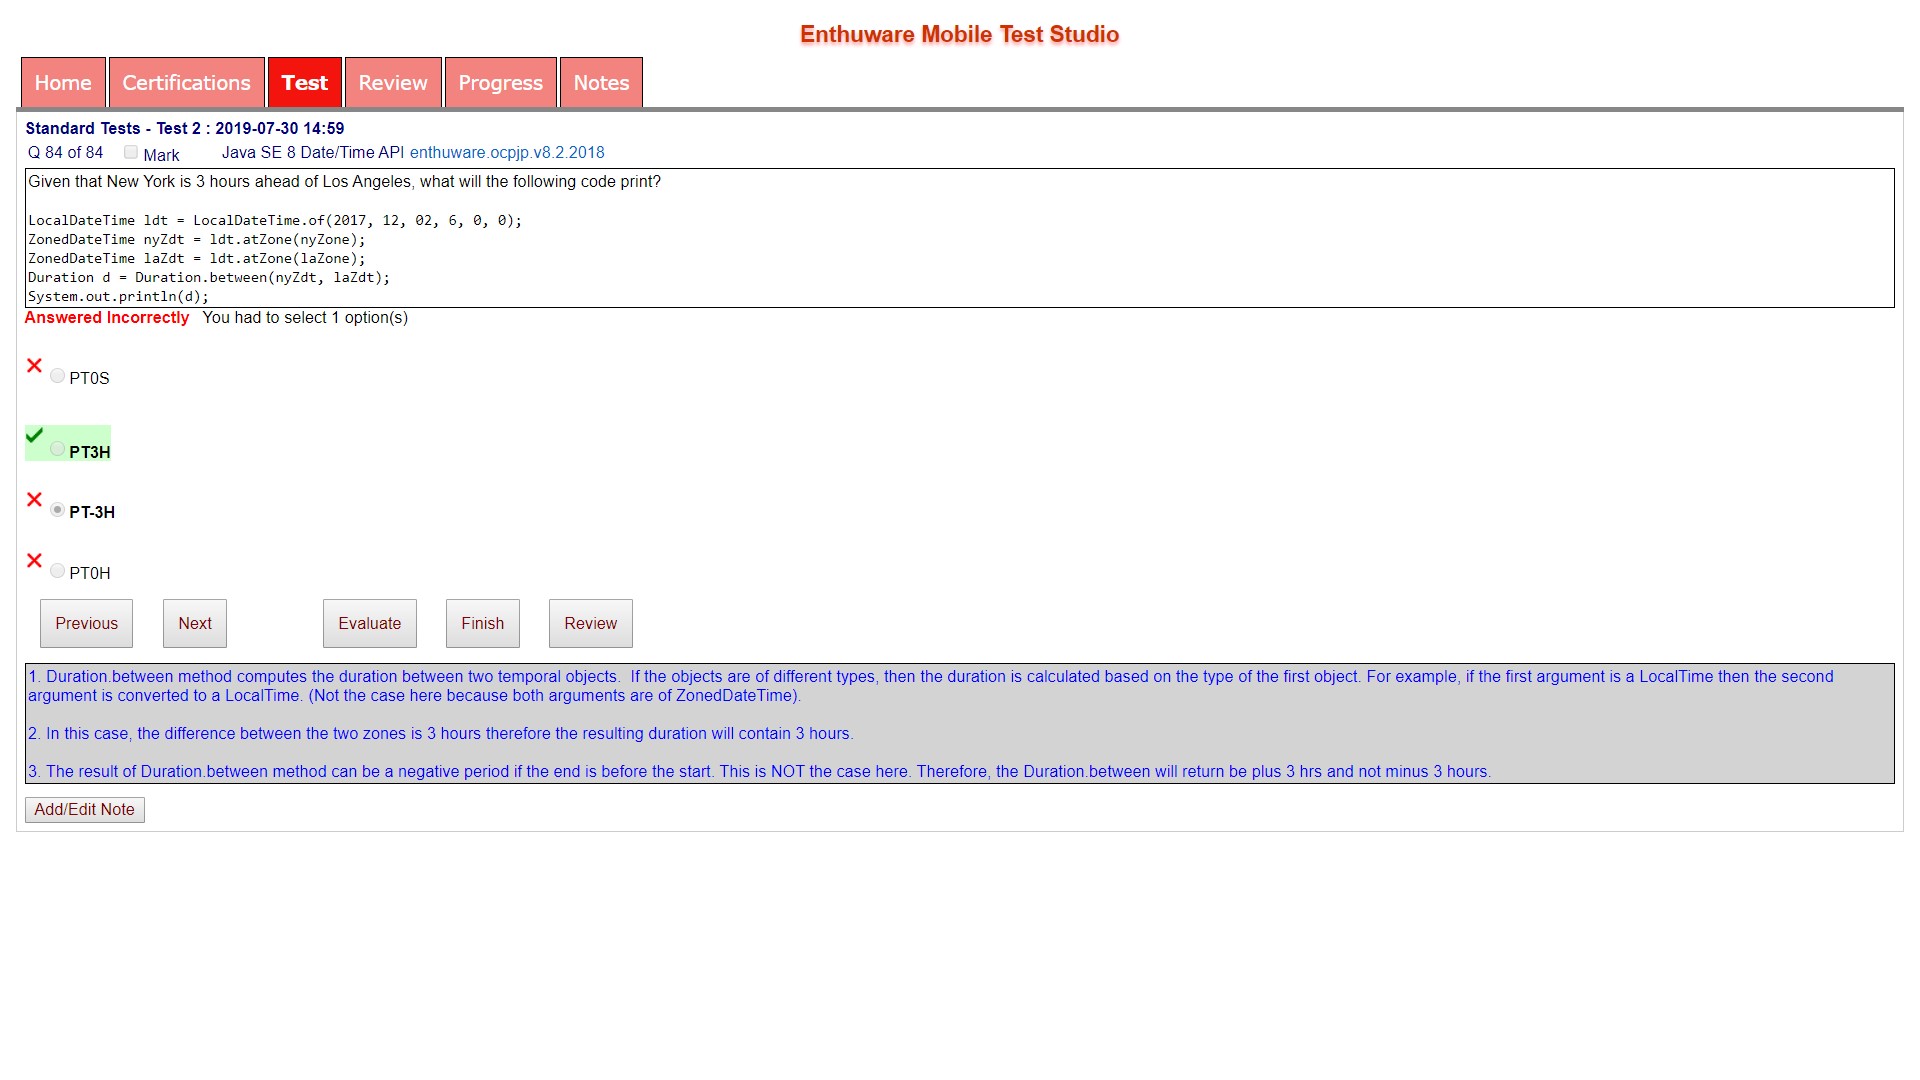 Enthuware Mobile Test Studio
Home Certifications Test Review Progress Notes
Standard Tests - Test 2 : 2019-07-30 14:59
Q 84 of 84 Mark Java SE 8 Date/Time API enthuware.ocpjp.v8.2.2018
Given that New York is 3 hours ahead of Los Angeles, what will the following code print?
LocalDateTime ldt = LocalDateTime.of(2017, 12, 02, 6, 0, 0);
ZonedDateTime nyZdt = ldt.atZone(nyZone);
ZonedDateTime laZdt = ldt.atZone(laZone);
Duration d = Duration.between(nyZdt, laZdt);
System.out.println(d);
Answered Incorrectly You had to select 1 option(s)
PT0S
PT3H
PT-3H
PT0H
Previous Next Evaluate Finish Review
1. Duration.between method computes the duration between two temporal objects.  If the objects are of different types, then the duration is calculated based on the type of the first object. For example, if the first argument is a LocalTime then the second
argument is converted to a LocalTime. (Not the case here because both arguments are of ZonedDateTime).
2. In this case, the difference between the two zones is 3 hours therefore the resulting duration will contain 3 hours.
3. The result of Duration.between method can be a negative period if the end is before the start. This is NOT the case here. Therefore, the Duration.between will return be plus 3 hrs and not minus 3 hours.
Add/Edit Note